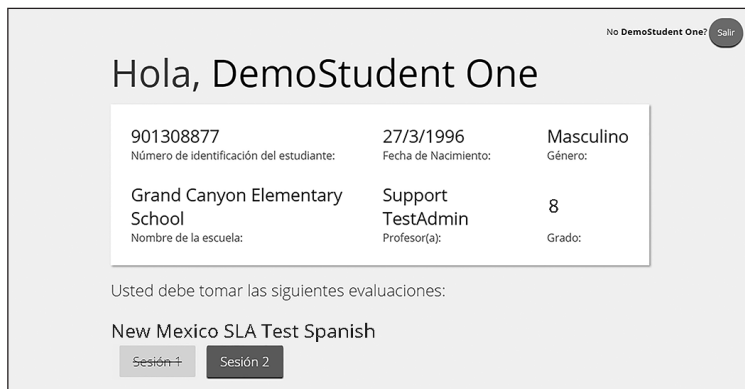 No DemoStudent One? Salir
Hola, DemoStudent One
901308877 27/3/1996 Masculino
Número de identificación del estudiante: Fecha de Nacimiento: Género:
Grand Canyon Elementary
School
Nombre de la escuela:
Support
TestAdmin
Profesor(a):
8
Grado:
Usted debe tomar las siguientes evaluaciones:
New Mexico SLA Test Spanish
Sesión 1 Sesión 2